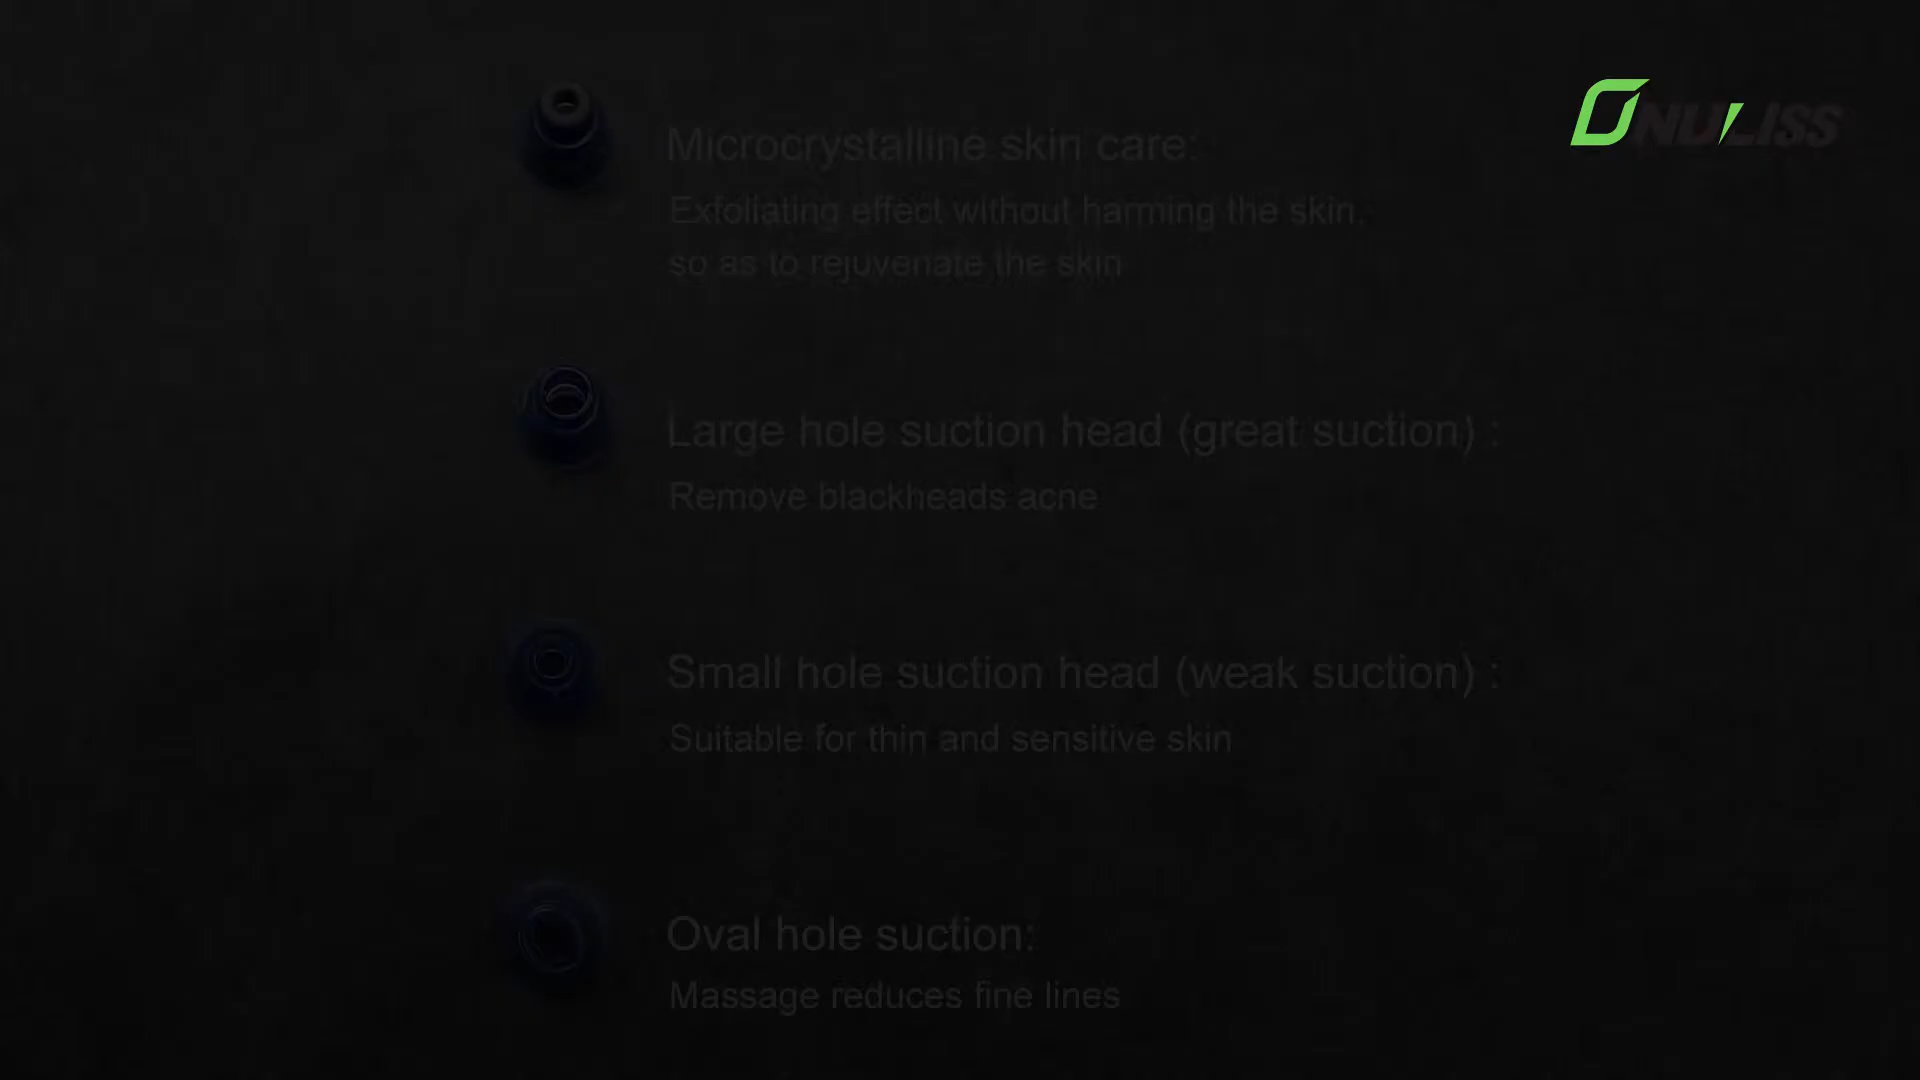 ONULISS
Microcrystalline skin care:
Exfoliating effect without harming the skin.
so as to rejuvenate the skin
Large hole suction head (great suction) :
Remove blackheads acne
Small hole suction head (weak suction) :
Suitable for thin and sensitive skin
Oval hole suction:
Massage reduces fine lines